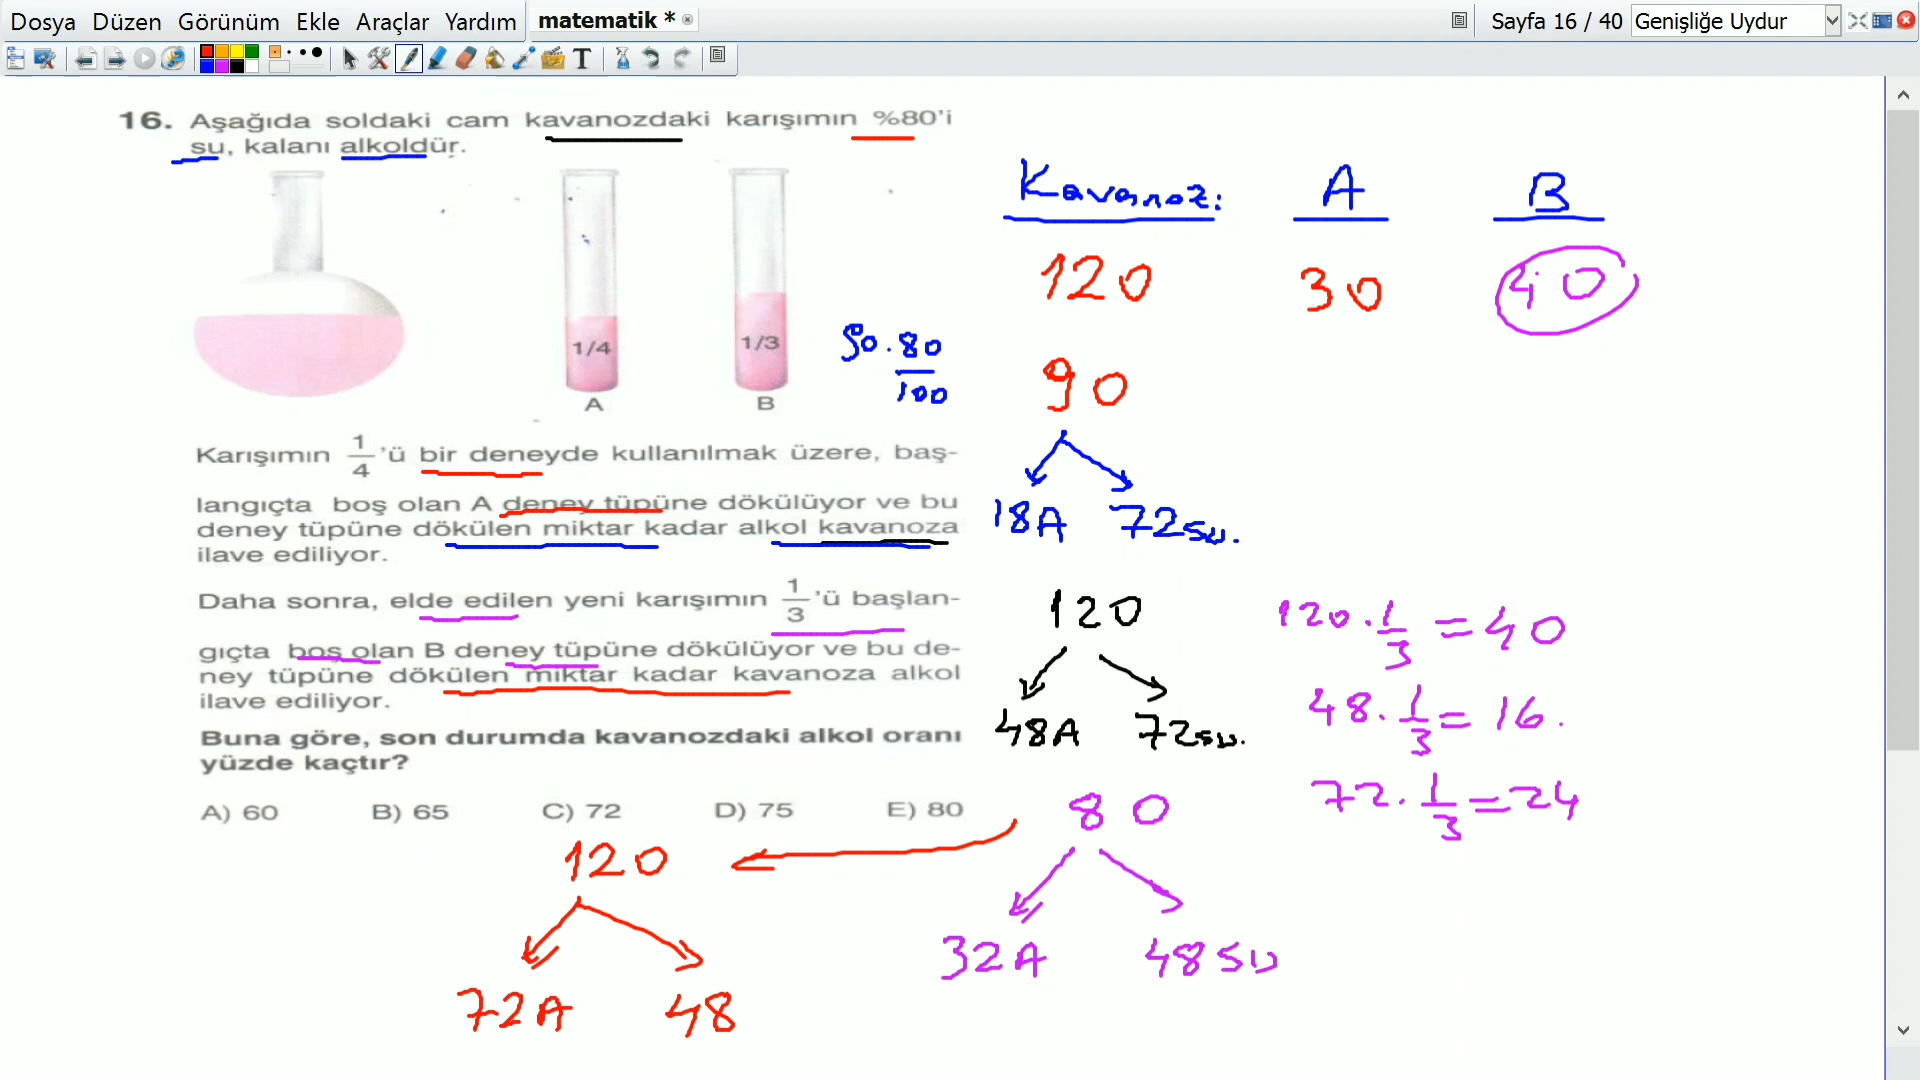 Dosya Düzen Görünüm Ekle Araçlar Yardım
matematik *
Sayfa 16 / 40
Genişliğe Uydur
T
16. Aşağıda soldaki cam kavanozdaki karışımın %80'i
su, kalanı alkoldür.
1/4
1/3
A
B
90.80
100
Karışımın 1/4 'ü bir deneyde kullanılmak üzere, baş-
langıçta boş olan A deney tüpüne dökülüyor ve bu
deney tüpüne dökülen miktar kadar alkol kavanoza
ilave ediliyor.
Daha sonra, elde edilen yeni karışımın 1/3 'ü başlan-
gıçta boş olan B deney tüpüne dökülüyor ve bu de-
ney tüpüne dökülen miktar kadar kavanoza alkol
ilave ediliyor.
Buna göre, son durumda kavanozdaki alkol oranı
yüzde kaçtır?
A) 60 B) 65 C) 72 D) 75 E) 80
120
72A 48
Kavanoz: A B
120 30 40
90
18A 72su.
120
48A 72su.
80
32A 48su
120.1/3 = 40
48.1/3 = 16.
72.1/3 = 24